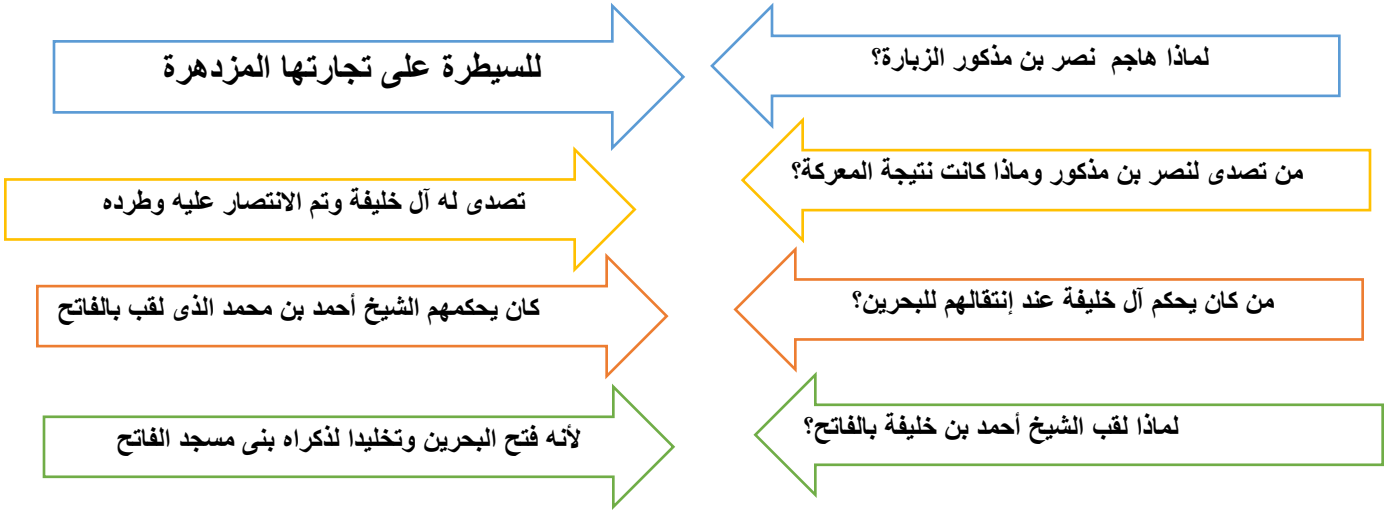 لماذا هاجم نصر بن مذكور الزبارة؟
للسيطرة على تجارتها المزدهرة
من تصدى لنصر بن مذكور وماذا كانت نتيجة المعركة؟
تصدى له آل خليفة وتم الانتصار عليه وطرده
من كان يحكم آل خليفة عند إنتقالهم للبحرين؟
كان يحكمهم الشيخ أحمد بن محمد الذى لقب بالفاتح
لماذا لقب الشيخ أحمد بن خليفة بالفاتح؟
لأنه فتح البحرين وتخليدا لذكراه بنى مسجد الفاتح